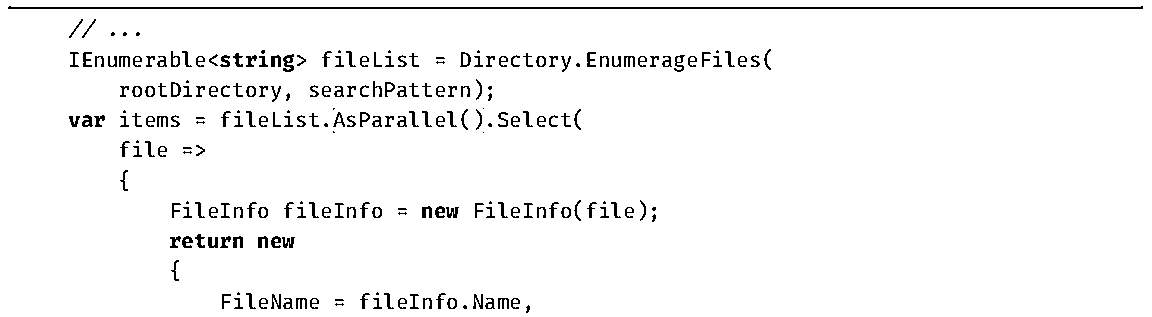 // ...
IEnumerable<string> fileList = Directory.EnumerageFiles(
    rootDirectory, searchPattern);
var items = fileList.AsParallel().Select(
    file =>
    {
        FileInfo fileInfo = new FileInfo(file);
        return new
        {
            FileName = fileInfo.Name,